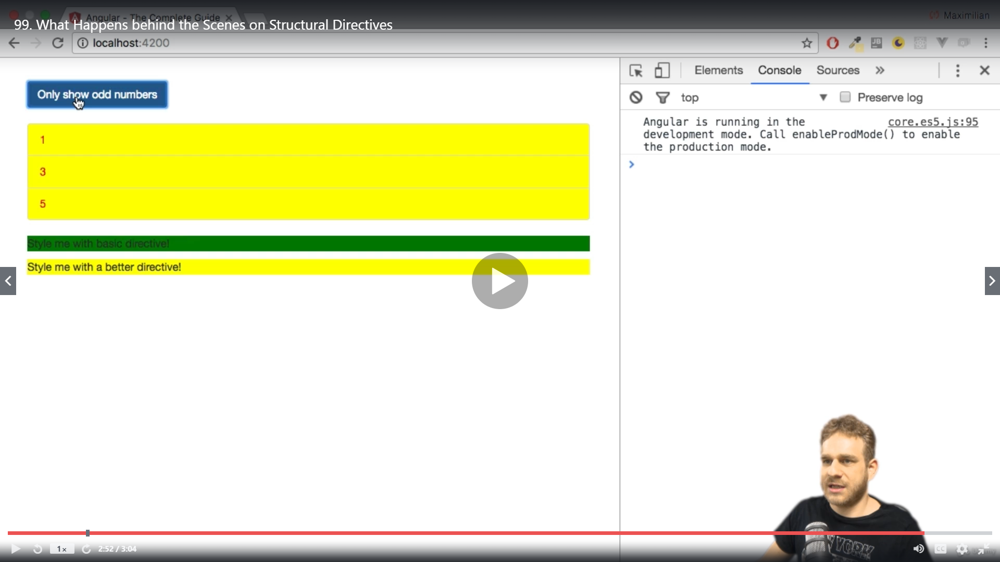 Angular - The Complete Guide
Maximilian
99. What Happens behind the Scenes on Structural Directives
localhost:4200
Elements Console Sources
Only show odd numbers
top
Preserve log
Angular is running in the core.es5.js:95
development mode. Call enableProdMode() to enable
the production mode.
1
3
5
Style me with basic directive!
Style me with a better directive!
YORK
1x
2:52 / 3:04
CC